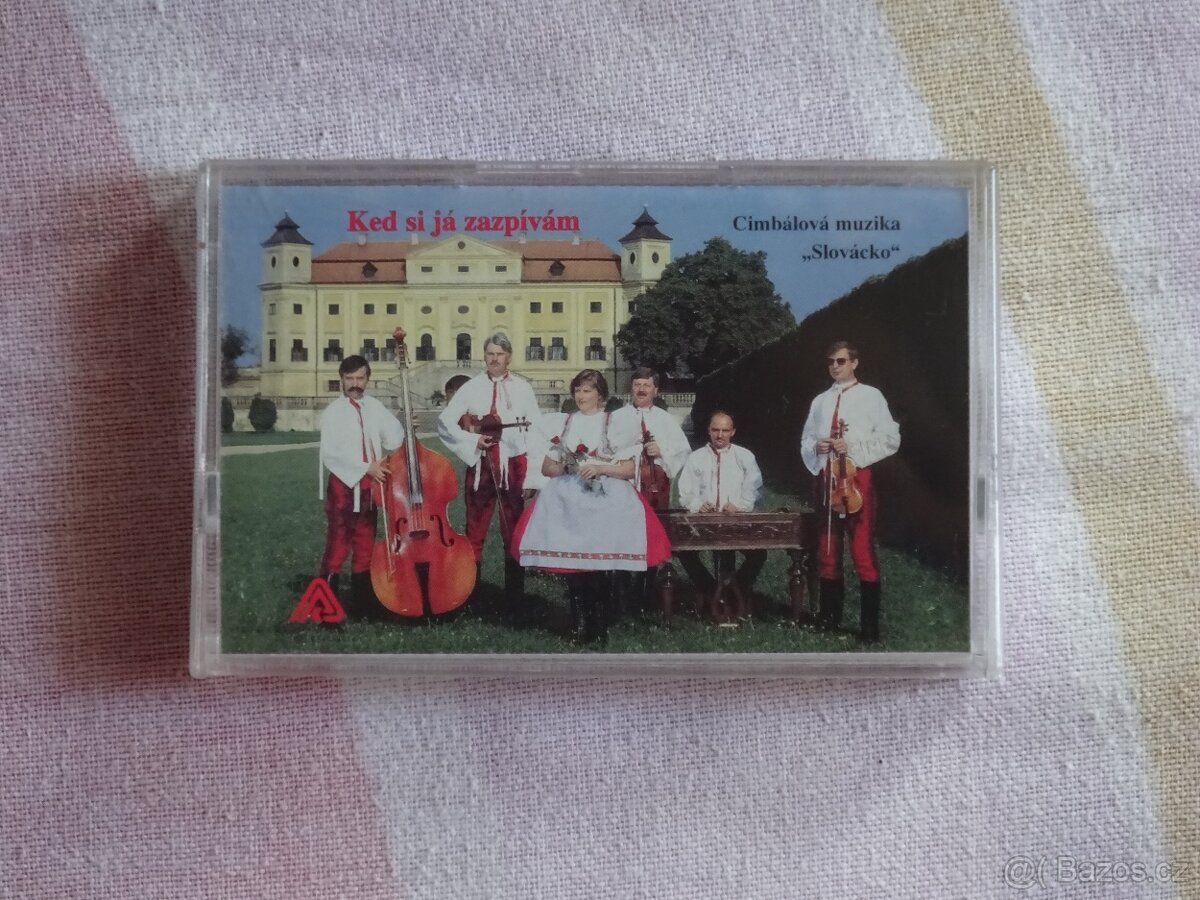 Ked si já zazpívám
Cimbálová muzika
„Slovácko“
@( Bazos.cz